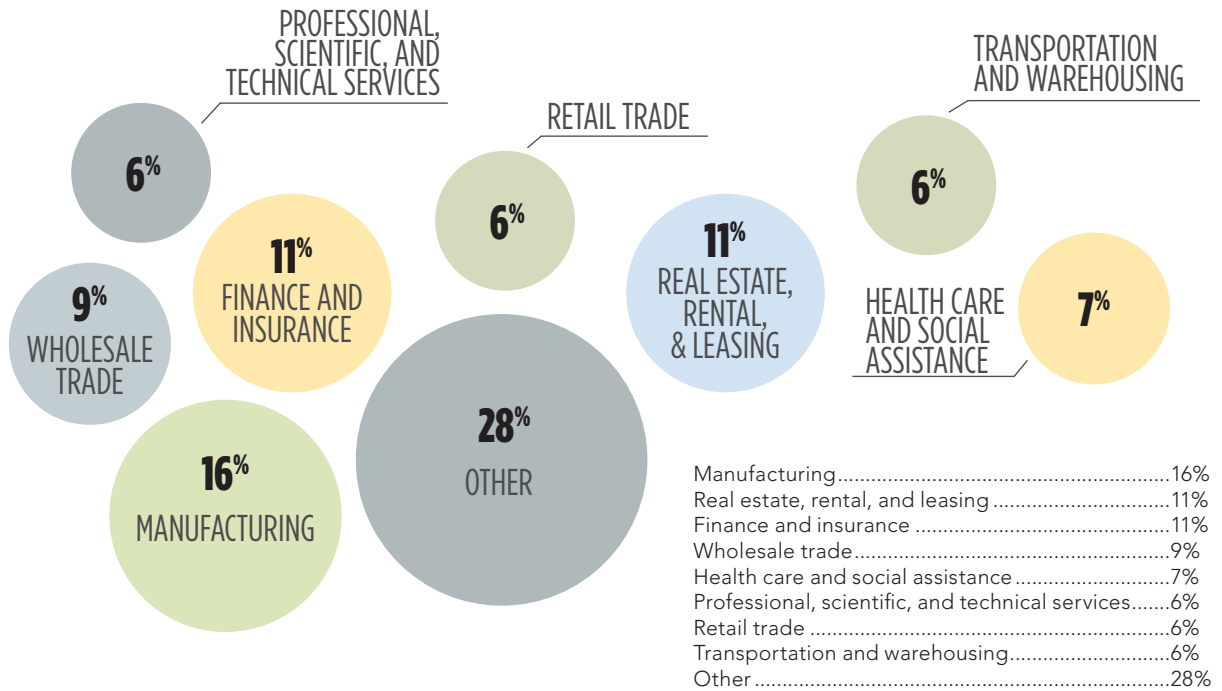 PROFESSIONAL,
SCIENTIFIC, AND
TECHNICAL SERVICES
6%
RETAIL TRADE
6%
TRANSPORTATION
AND WAREHOUSING
6%
9%
WHOLESALE
TRADE
11%
FINANCE AND
INSURANCE
11%
REAL ESTATE,
RENTAL,
& LEASING
HEALTH CARE
AND SOCIAL
ASSISTANCE
7%
16%
MANUFACTURING
28%
OTHER
Manufacturing..........16%
Real estate, rental, and leasing..........11%
Finance and insurance..........11%
Wholesale trade..........9%
Health care and social assistance..........7%
Professional, scientific, and technical services.......6%
Retail trade..........6%
Transportation and warehousing..........6%
Other..........28%